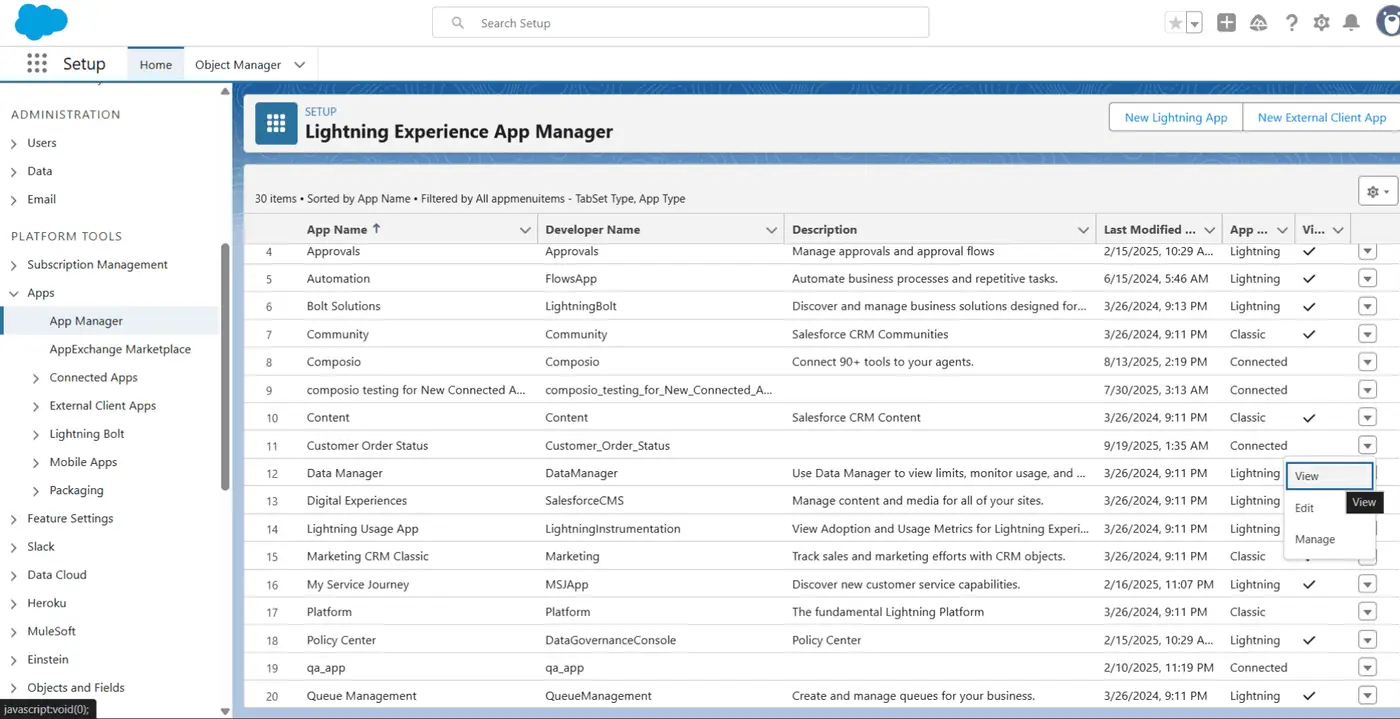 Search Setup
Setup
Home
Object Manager
ADMINISTRATION
Users
Data
Email
PLATFORM TOOLS
Subscription Management
Apps
App Manager
AppExchange Marketplace
Connected Apps
External Client Apps
Lightning Bolt
Mobile Apps
Packaging
Feature Settings
Slack
Data Cloud
Heroku
MuleSoft
Einstein
Objects and Fields
javascript:void(0);
SETUP
Lightning Experience App Manager
New Lightning App
New External Client App
30 items • Sorted by App Name • Filtered by All appmenuitems - TabSet Type, App Type
App Name Developer Name Description Last Modified ... App ... Vi...
4 Approvals Approvals Manage approvals and approval flows 2/15/2025, 10:29 A... Lightning
5 Automation FlowsApp Automate business processes and repetitive tasks. 6/15/2024, 5:46 AM Lightning
6 Bolt Solutions LightningBolt Discover and manage business solutions designed for... 3/26/2024, 9:13 PM Lightning
7 Community Community Salesforce CRM Communities 3/26/2024, 9:11 PM Classic
8 Composio Composio Connect 90+ tools to your agents. 8/13/2025, 2:19 PM Connected
9 composio testing for New Connected A... composio_testing_for_New_Connected_A... 7/30/2025, 3:13 AM Connected
10 Content Content Salesforce CRM Content 3/26/2024, 9:11 PM Classic
11 Customer Order Status Customer_Order_Status 9/19/2025, 1:35 AM Connected
12 Data Manager DataManager Use Data Manager to view limits, monitor usage, and ... 3/26/2024, 9:11 PM Lightning
13 Digital Experiences SalesforceCMS Manage content and media for all of your sites. 3/26/2024, 9:11 PM Lightning
14 Lightning Usage App LightningInstrumentation View Adoption and Usage Metrics for Lightning Experi... 3/26/2024, 9:11 PM Lightning
15 Marketing CRM Classic Marketing Track sales and marketing efforts with CRM objects. 3/26/2024, 9:11 PM Classic
16 My Service Journey MSJApp Discover new customer service capabilities. 2/16/2025, 11:07 PM Lightning
17 Platform Platform The fundamental Lightning Platform 3/26/2024, 9:11 PM Classic
18 Policy Center DataGovernanceConsole Policy Center 2/15/2025, 10:29 A... Lightning
19 qa_app qa_app 2/10/2025, 11:19 PM Connected
20 Queue Management QueueManagement Create and manage queues for your business. 3/26/2024, 9:11 PM Lightning
View
Edit
View
Manage